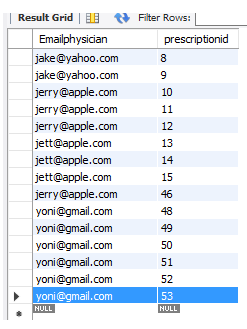 Result Grid Filter Rows:
Emailphysician prescriptionid
jake@yahoo.com 8
jake@yahoo.com 9
jerry@apple.com 10
jerry@apple.com 11
jerry@apple.com 12
jett@apple.com 13
jett@apple.com 14
jett@apple.com 15
jerry@apple.com 46
yoni@gmail.com 48
yoni@gmail.com 49
yoni@gmail.com 50
yoni@gmail.com 51
yoni@gmail.com 52
yoni@gmail.com 53
NULL NULL